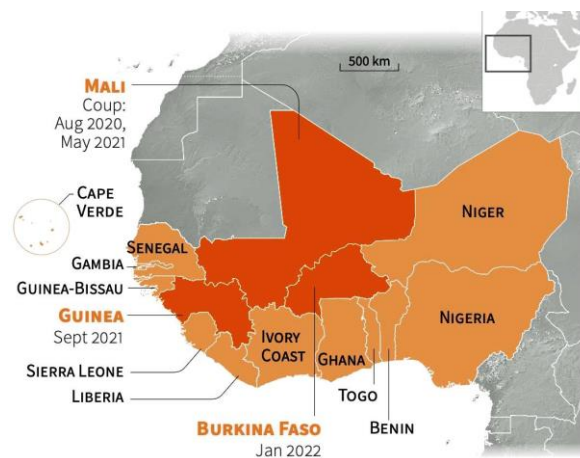 500 km
MALI
Coup:
Aug 2020,
May 2021
CAPE
VERDE
NIGER
SENEGAL
GAMBIA
GUINEA-BISSAU
GUINEA
Sept 2021
NIGERIA
IVORY
COAST
GHANA
SIERRA LEONE
LIBERIA
TOGO
BENIN
BURKINA FASO
Jan 2022